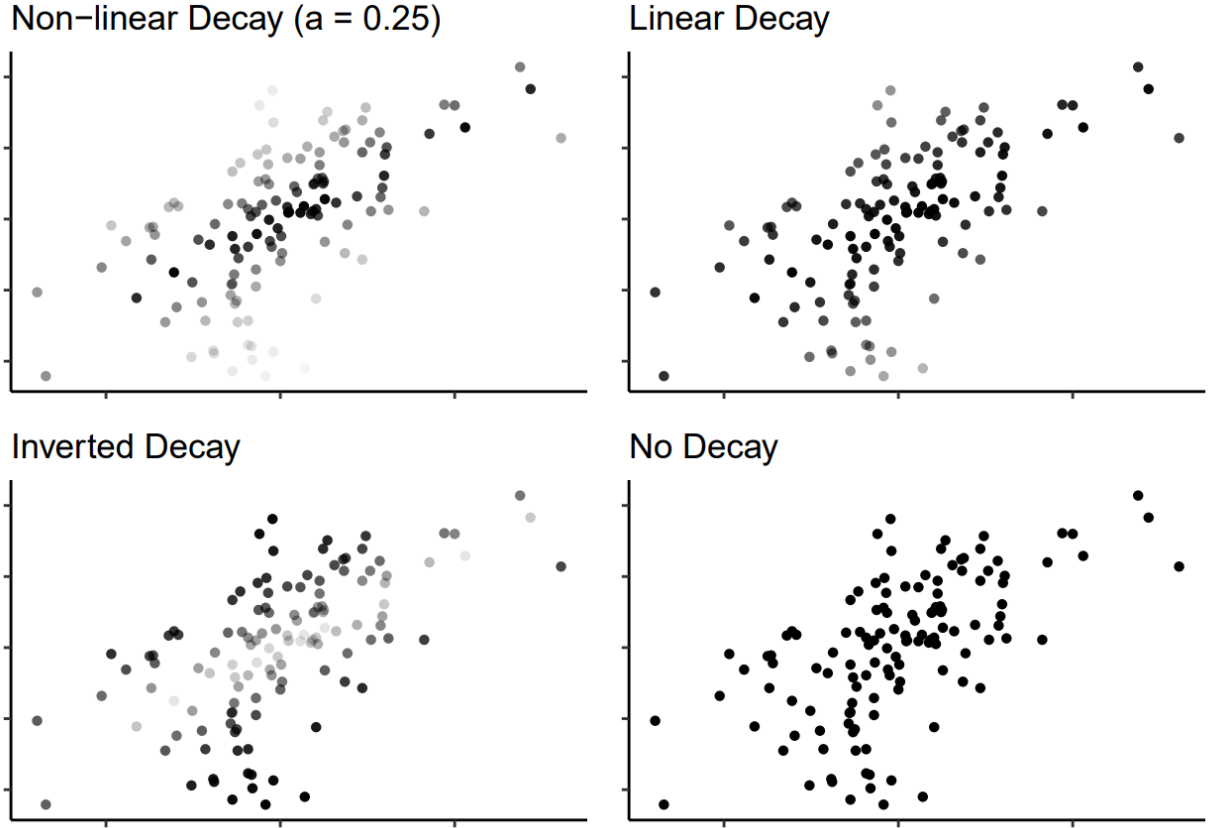 Non−linear Decay (a = 0.25)
Linear Decay
Inverted Decay
No Decay